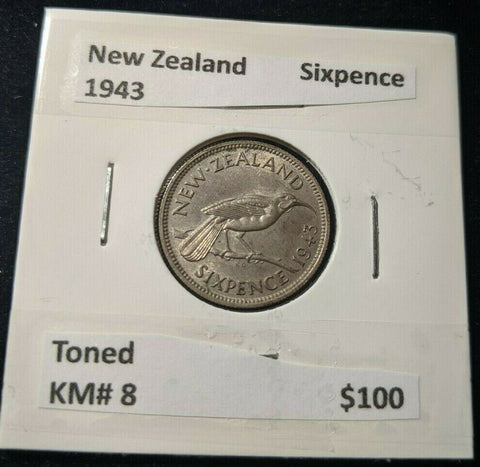 New Zealand Sixpence
1943
NEW·ZEALAND
1943
SIXPENCE
Toned
KM# 8 $100